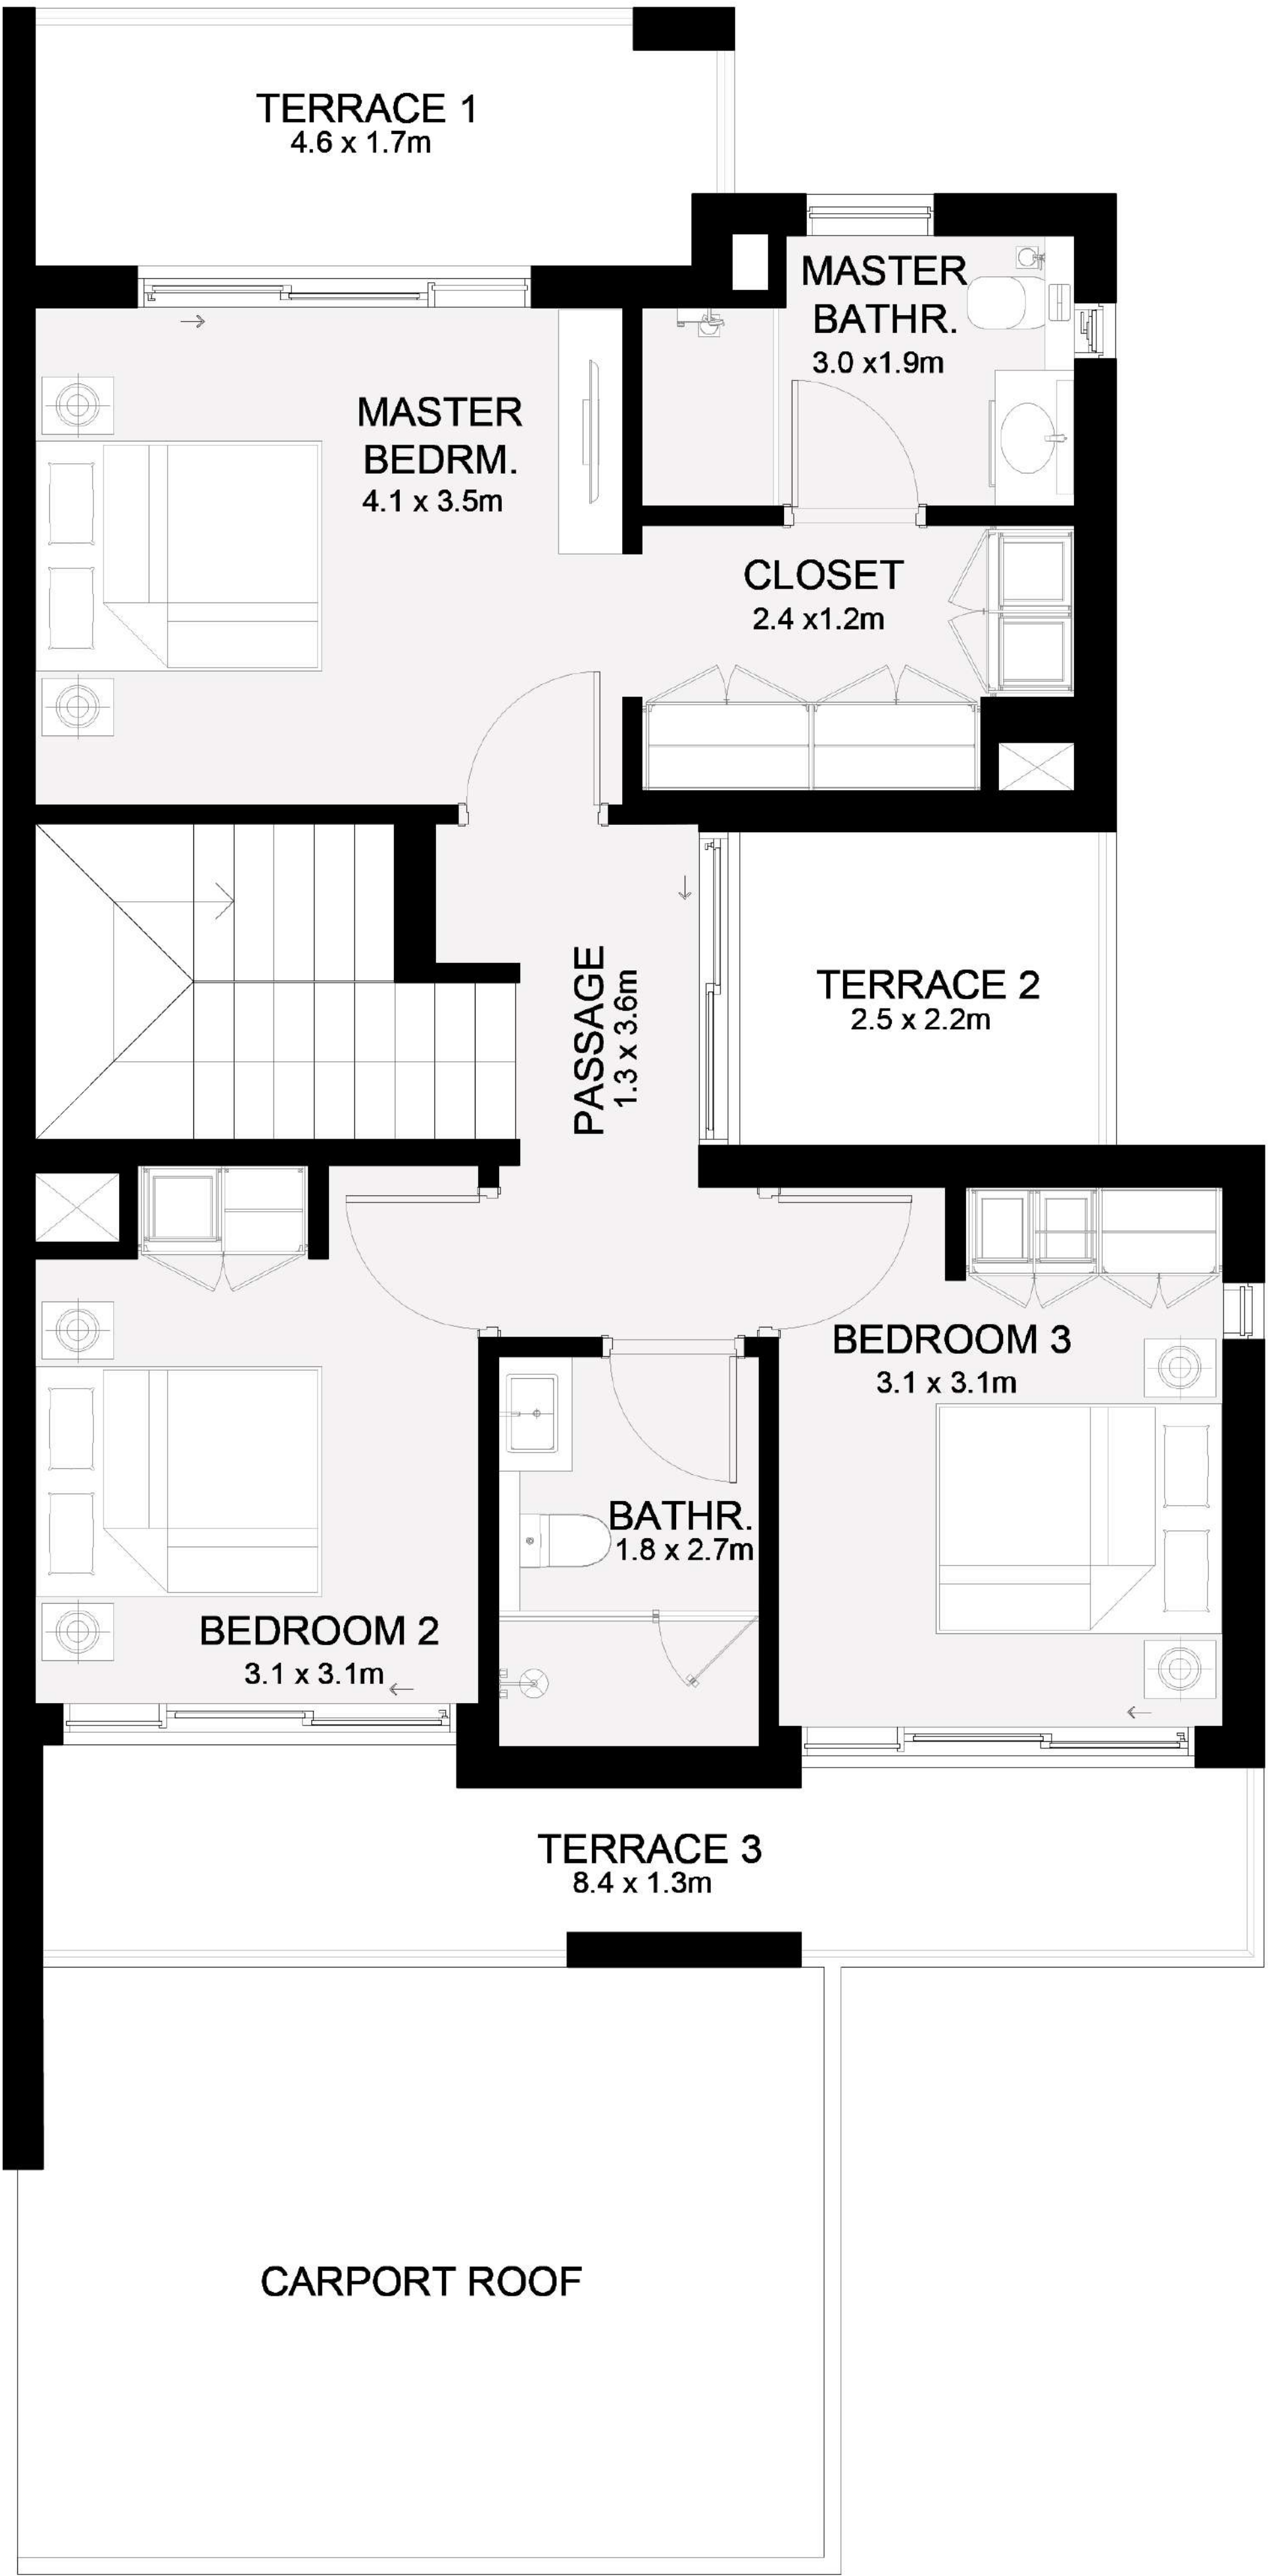 TERRACE 1
4.6 x 1.7m
MASTER
BATHR.
3.0 x1.9m
MASTER
BEDRM.
4.1 x 3.5m
CLOSET
2.4 x1.2m
PASSAGE
1.3 x 3.6m
TERRACE 2
2.5 x 2.2m
BEDROOM 3
3.1 x 3.1m
BATHR.
1.8 x 2.7m
BEDROOM 2
3.1 x 3.1m
TERRACE 3
8.4 x 1.3m
CARPORT ROOF